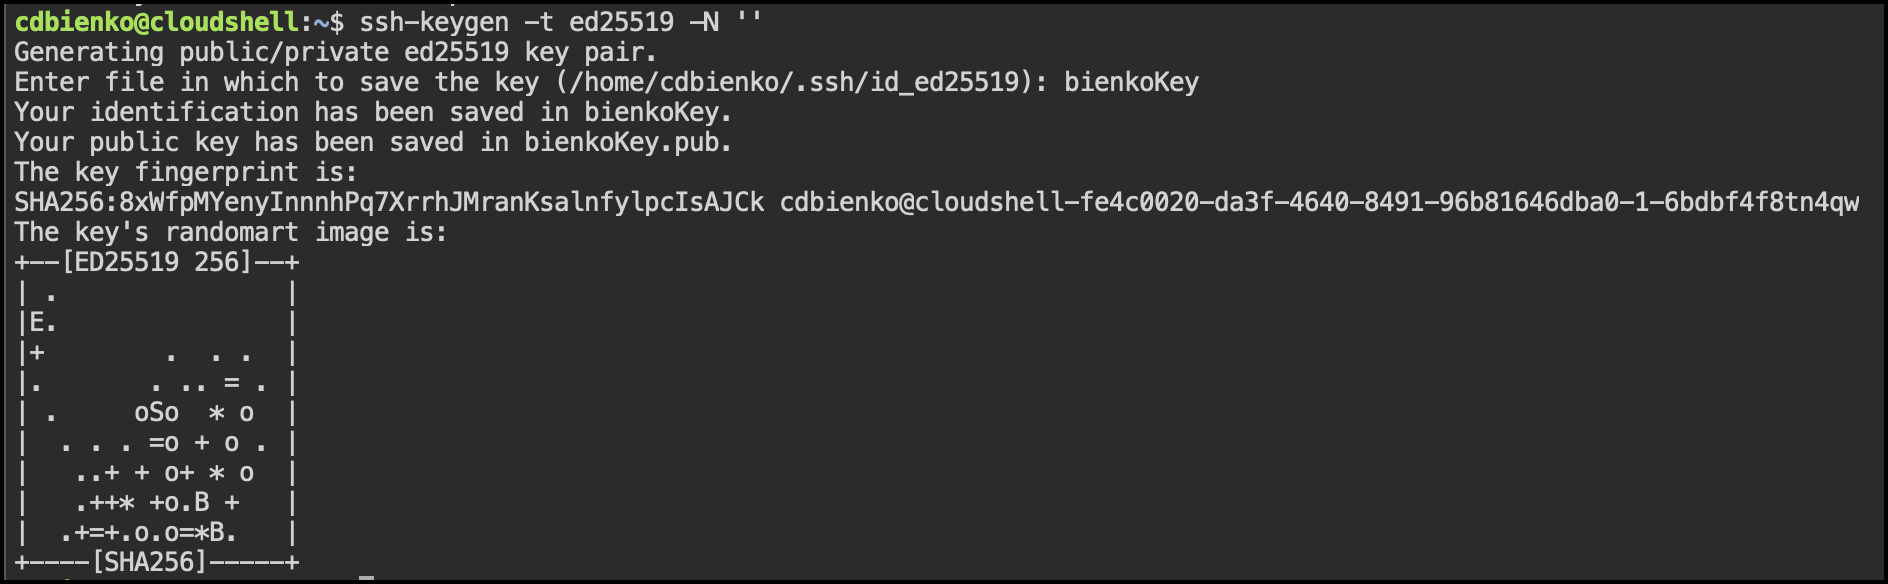 cdbienko@cloudshell:~$ ssh-keygen -t ed25519 -N ''
Generating public/private ed25519 key pair.
Enter file in which to save the key (/home/cdbienko/.ssh/id_ed25519): bienkoKey
Your identification has been saved in bienkoKey.
Your public key has been saved in bienkoKey.pub.
The key fingerprint is:
SHA256:8xWfpMYenyInnnhPq7XrrhJMranKsalnfylpcIsAJCk cdbienko@cloudshell-fe4c0020-da3f-4640-8491-96b81646dba0-1-6bdbf4f8tn4qw
The key's randomart image is:
+--[ED25519 256]--+
| .               |
|E.               |
|+        .  . .  |
|.       . .. = . |
| .     oSo  * o  |
|  . . . =o + o . |
|   ..+ + o+ * o  |
|   .++* +o.B +   |
|  .+=+.o.o=*B.   |
+----[SHA256]-----+